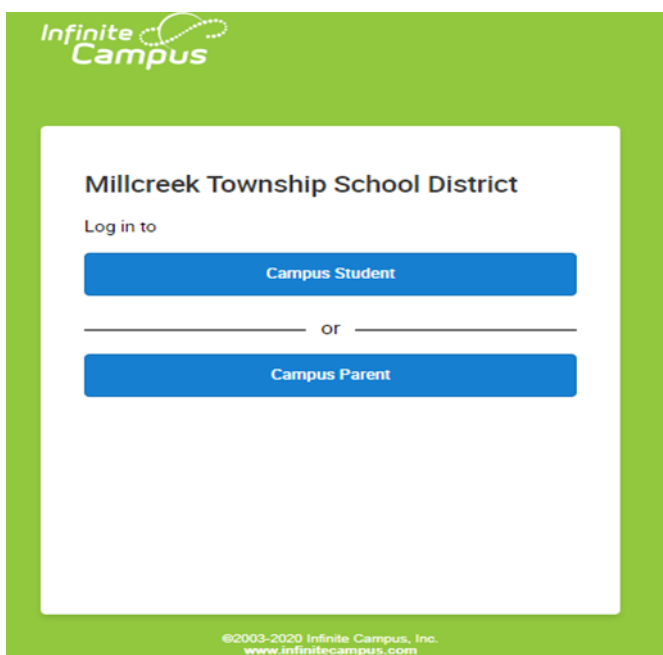 Infinite
Campus
Millcreek Township School District
Log in to
Campus Student
or
Campus Parent
©2003-2020 Infinite Campus, Inc.
www.infinitecampus.com